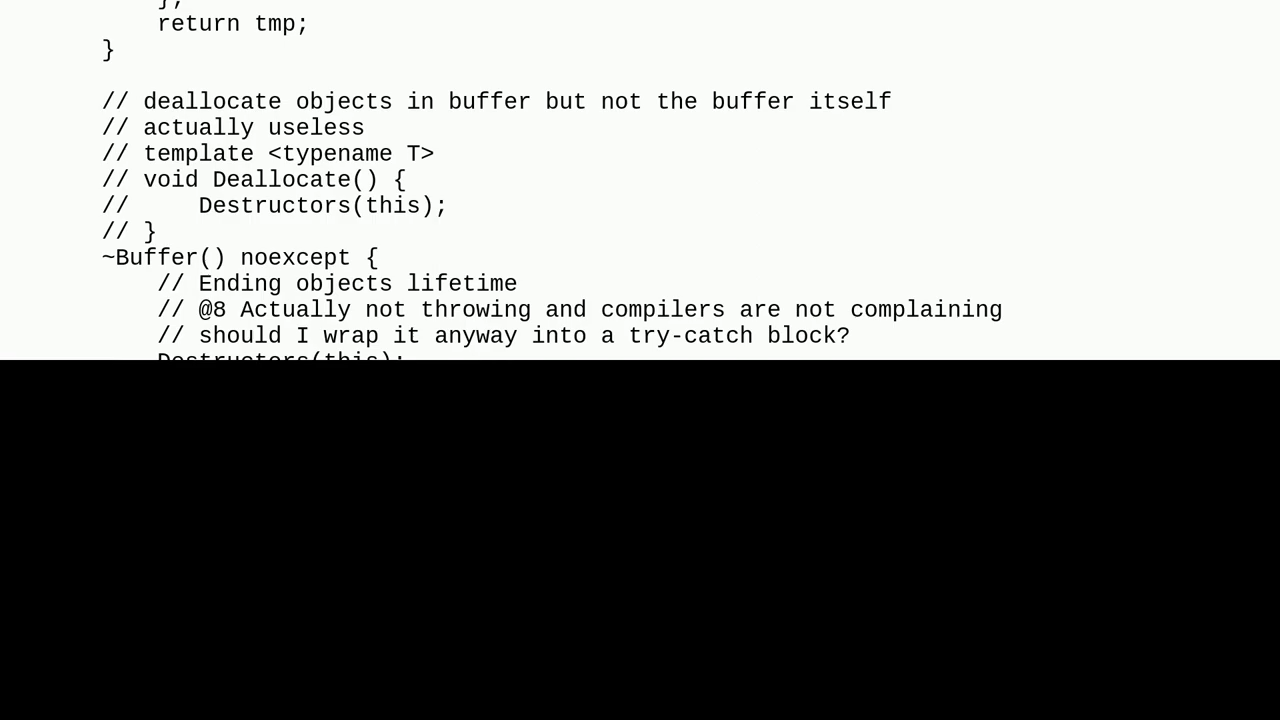 };
return tmp;
}
// deallocate objects in buffer but not the buffer itself
// actually useless
// template <typename T>
// void Deallocate() {
//     Destructors(this);
// }
~Buffer() noexcept {
// Ending objects lifetime
// @8 Actually not throwing and compilers are not complaining
// should I wrap it anyway into a try-catch block?
Destructors(this);